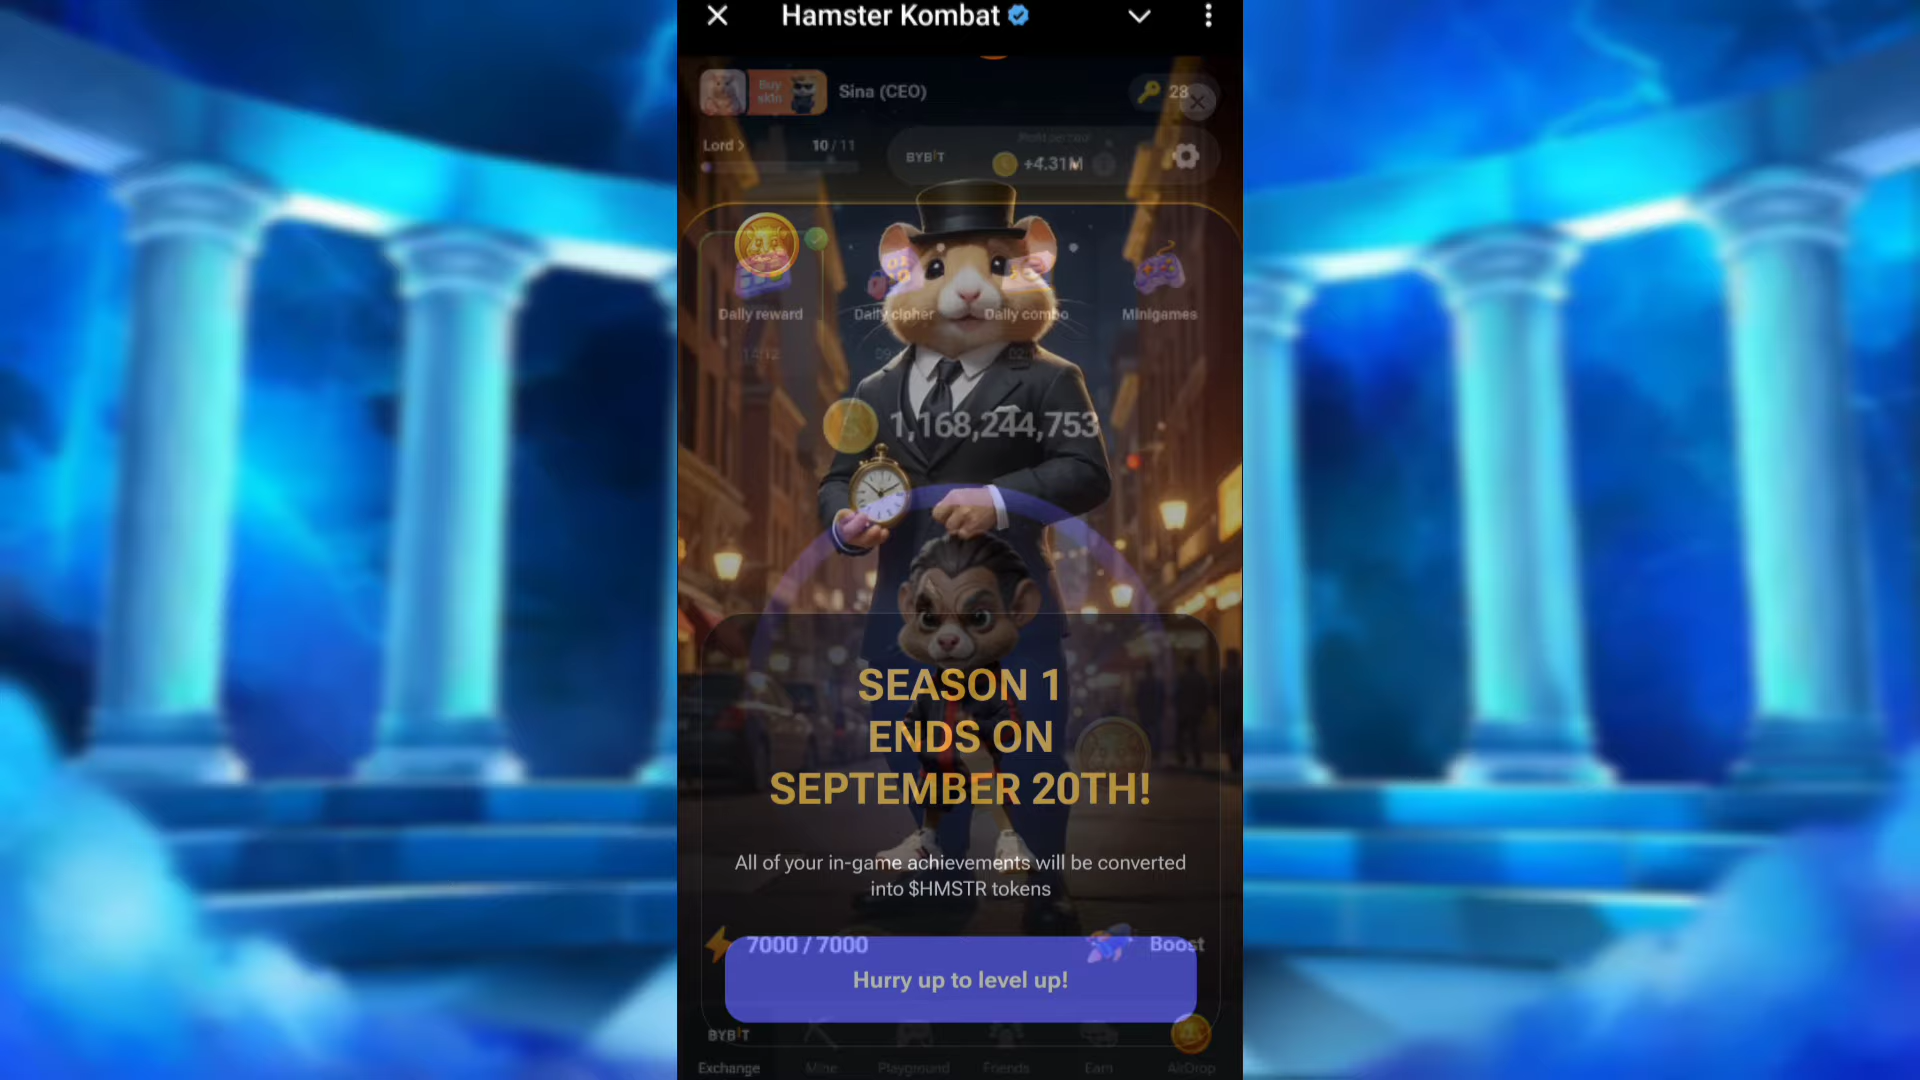 Hamster Kombat
Buy
skin
Sina (CEO)
28
Lord >
10 / 11
BYBIT
Profit per hour
+4.31M
Daily reward
Daily cipher
Daily combo
Minigames
1,168,244,753
SEASON 1
ENDS ON
SEPTEMBER 20TH!
All of your in-game achievements will be converted
into $HMSTR tokens
7000 / 7000
Boost
Hurry up to level up!
BYBIT
Exchange
Mine
Playground
Friends
Earn
AirDrop